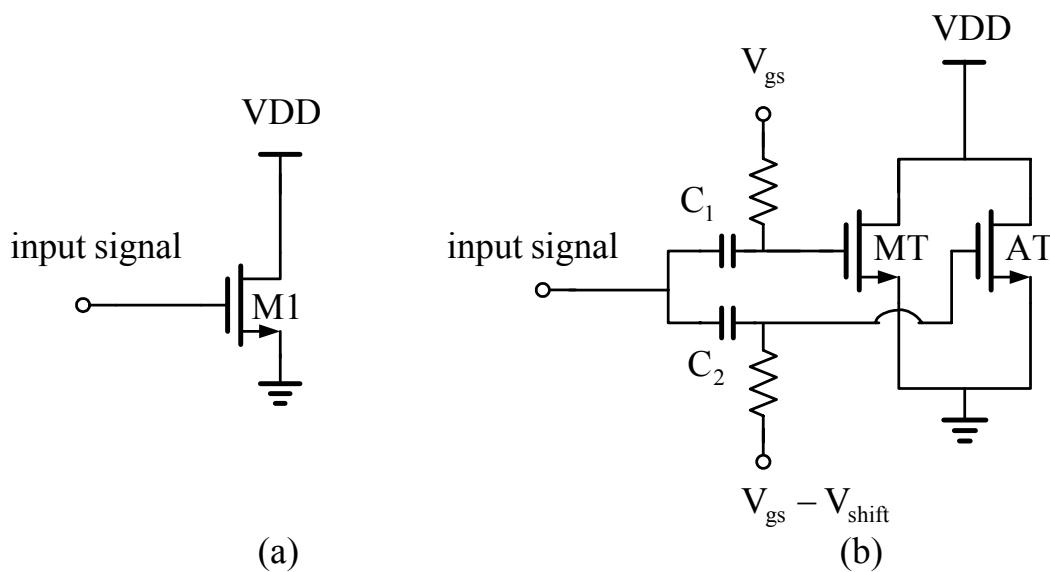 VDD
input signal
M1
(a)
VDD
V_gs
C_1
input signal
MT
AT
C_2
V_gs − V_shift
(b)